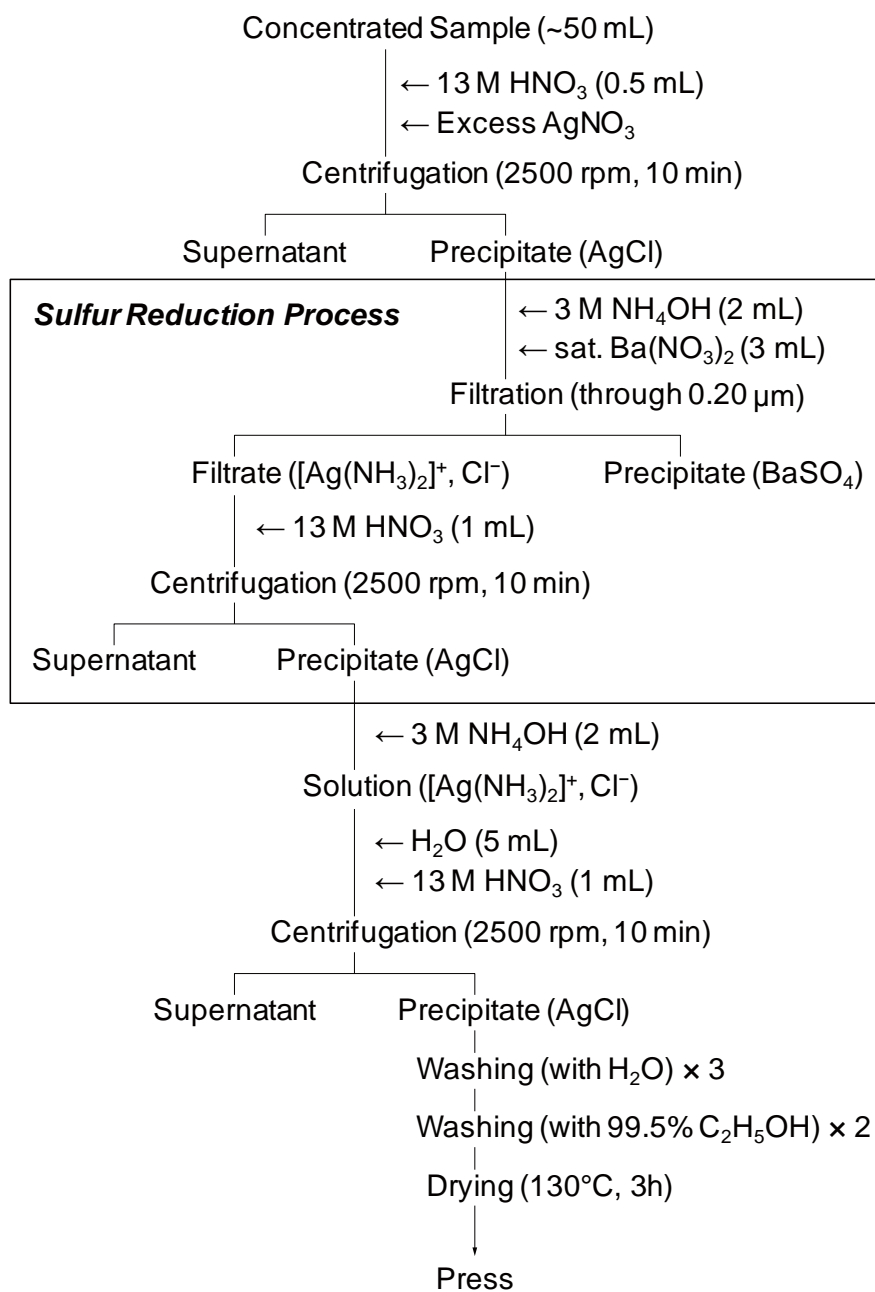 Concentrated Sample (~50 mL)
← 13 M HNO₃ (0.5 mL)
← Excess AgNO₃
Centrifugation (2500 rpm, 10 min)
Supernatant Precipitate (AgCl)
Sulfur Reduction Process
← 3 M NH₄OH (2 mL)
← sat. Ba(NO₃)₂ (3 mL)
Filtration (through 0.20 μm)
Filtrate ([Ag(NH₃)₂]⁺, Cl⁻) Precipitate (BaSO₄)
← 13 M HNO₃ (1 mL)
Centrifugation (2500 rpm, 10 min)
Supernatant Precipitate (AgCl)
← 3 M NH₄OH (2 mL)
Solution ([Ag(NH₃)₂]⁺, Cl⁻)
← H₂O (5 mL)
← 13 M HNO₃ (1 mL)
Centrifugation (2500 rpm, 10 min)
Supernatant Precipitate (AgCl)
Washing (with H₂O) × 3
Washing (with 99.5% C₂H₅OH) × 2
Drying (130°C, 3h)
Press